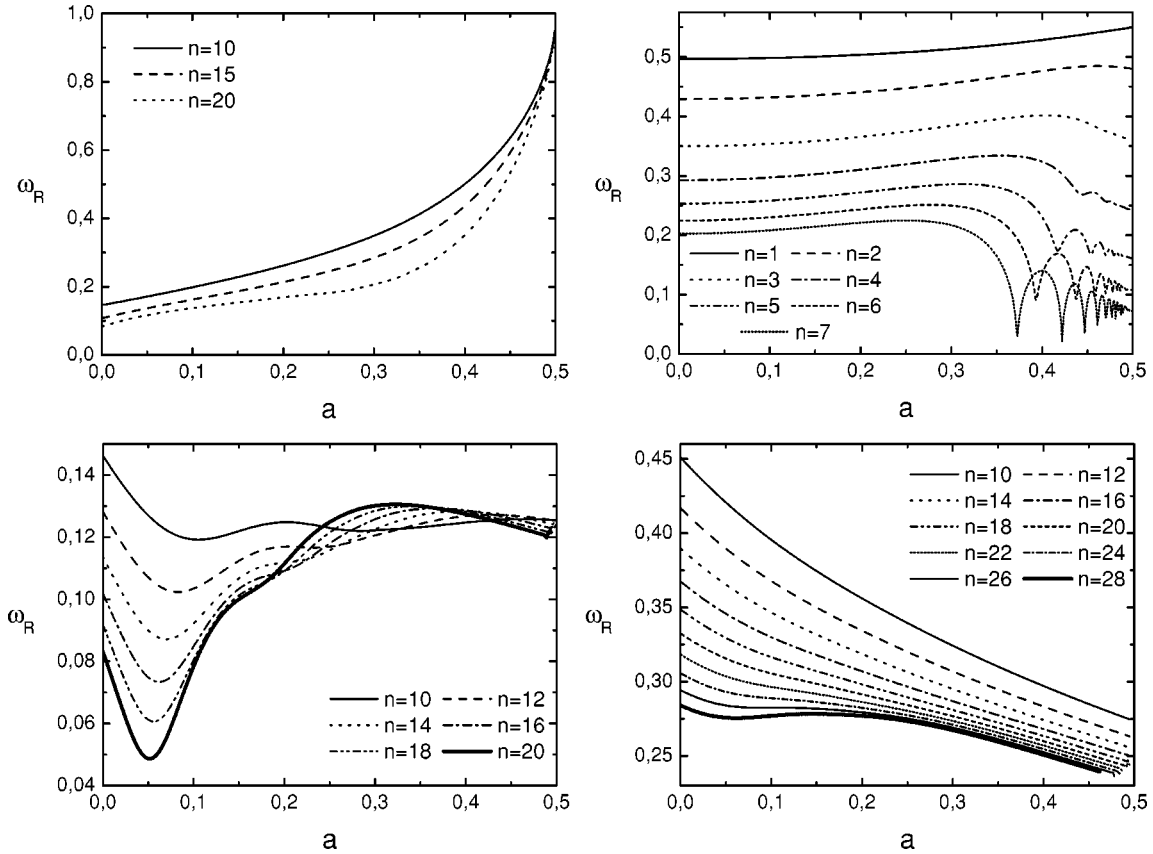 1,0
0,8
0,6
0,4
0,2
0,0
ω_R
n=10
n=15
n=20
0,0 0,1 0,2 0,3 0,4 0,5
a
0,5
0,4
0,3
0,2
0,1
0,0
ω_R
n=1 n=2
n=3 n=4
n=5 n=6
n=7
0,0 0,1 0,2 0,3 0,4 0,5
a
0,14
0,12
0,10
0,08
0,06
0,04
ω_R
n=10 n=12
n=14 n=16
n=18 n=20
0,0 0,1 0,2 0,3 0,4 0,5
a
0,45
0,40
0,35
0,30
0,25
ω_R
n=10 n=12
n=14 n=16
n=18 n=20
n=22 n=24
n=26 n=28
0,0 0,1 0,2 0,3 0,4 0,5
a